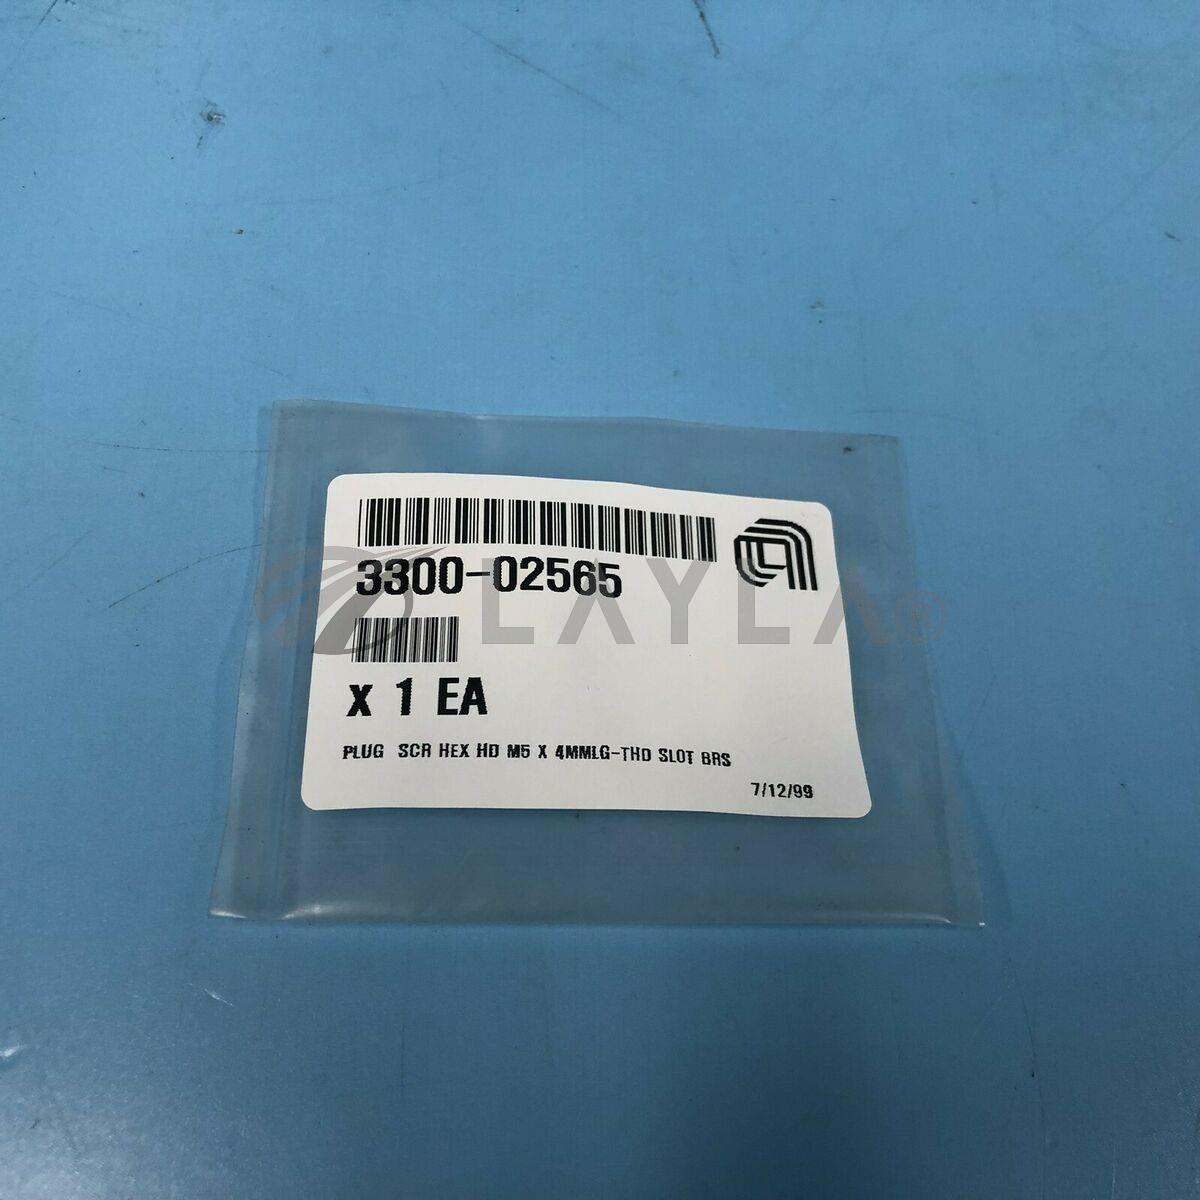 3300-02565
LAYLA®
x 1 EA
PLUG SCR HEX HD M5 X 4MMLG-THD SLOT BRS
7/12/99